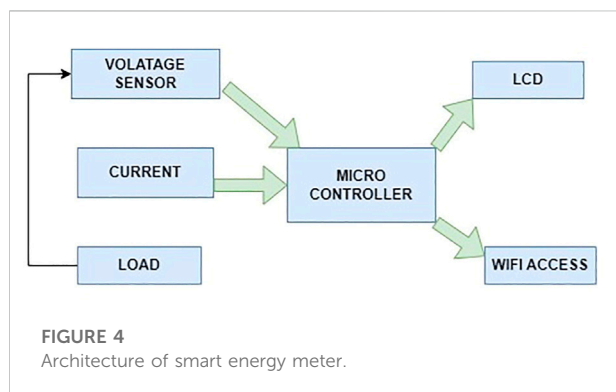 VOLATAGE
SENSOR
LCD
CURRENT
MICRO
CONTROLLER
LOAD
WIFI ACCESS
FIGURE 4
Architecture of smart energy meter.